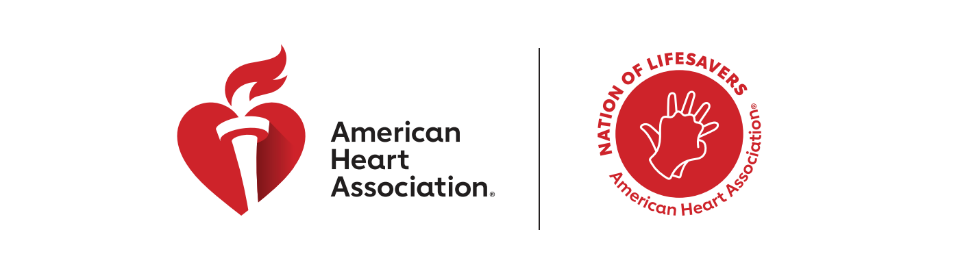 American
Heart
Association®
NATION OF LIFESAVERS
American Heart Association®